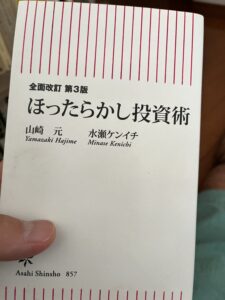 全面改訂 第3版
ほったらかし投資術
山崎 元 水瀬ケンイチ
Yamazaki Hajime Minase Kenichi
Asahi Shinsho 857